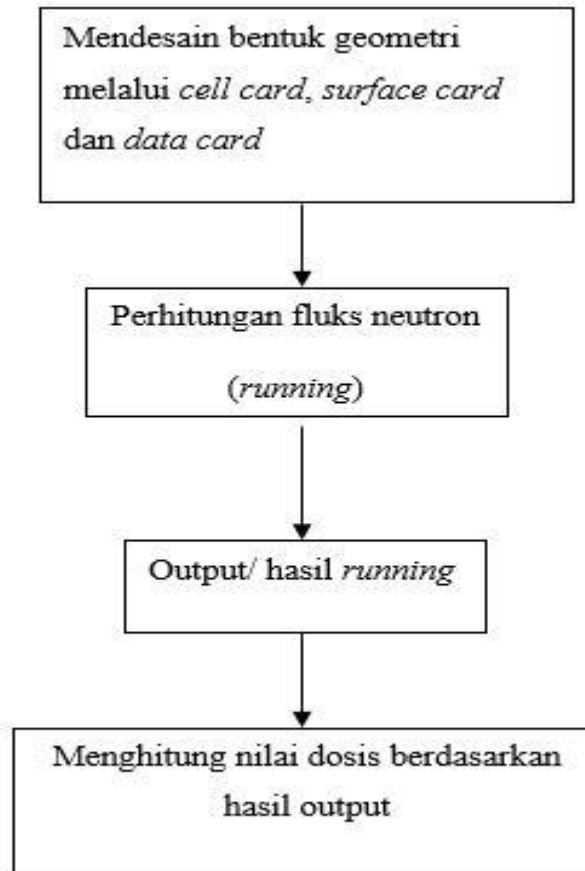 Mendesain bentuk geometri
melalui cell card, surface card
dan data card
Perhitungan fluks neutron
(running)
Output/ hasil running
Menghitung nilai dosis berdasarkan
hasil output